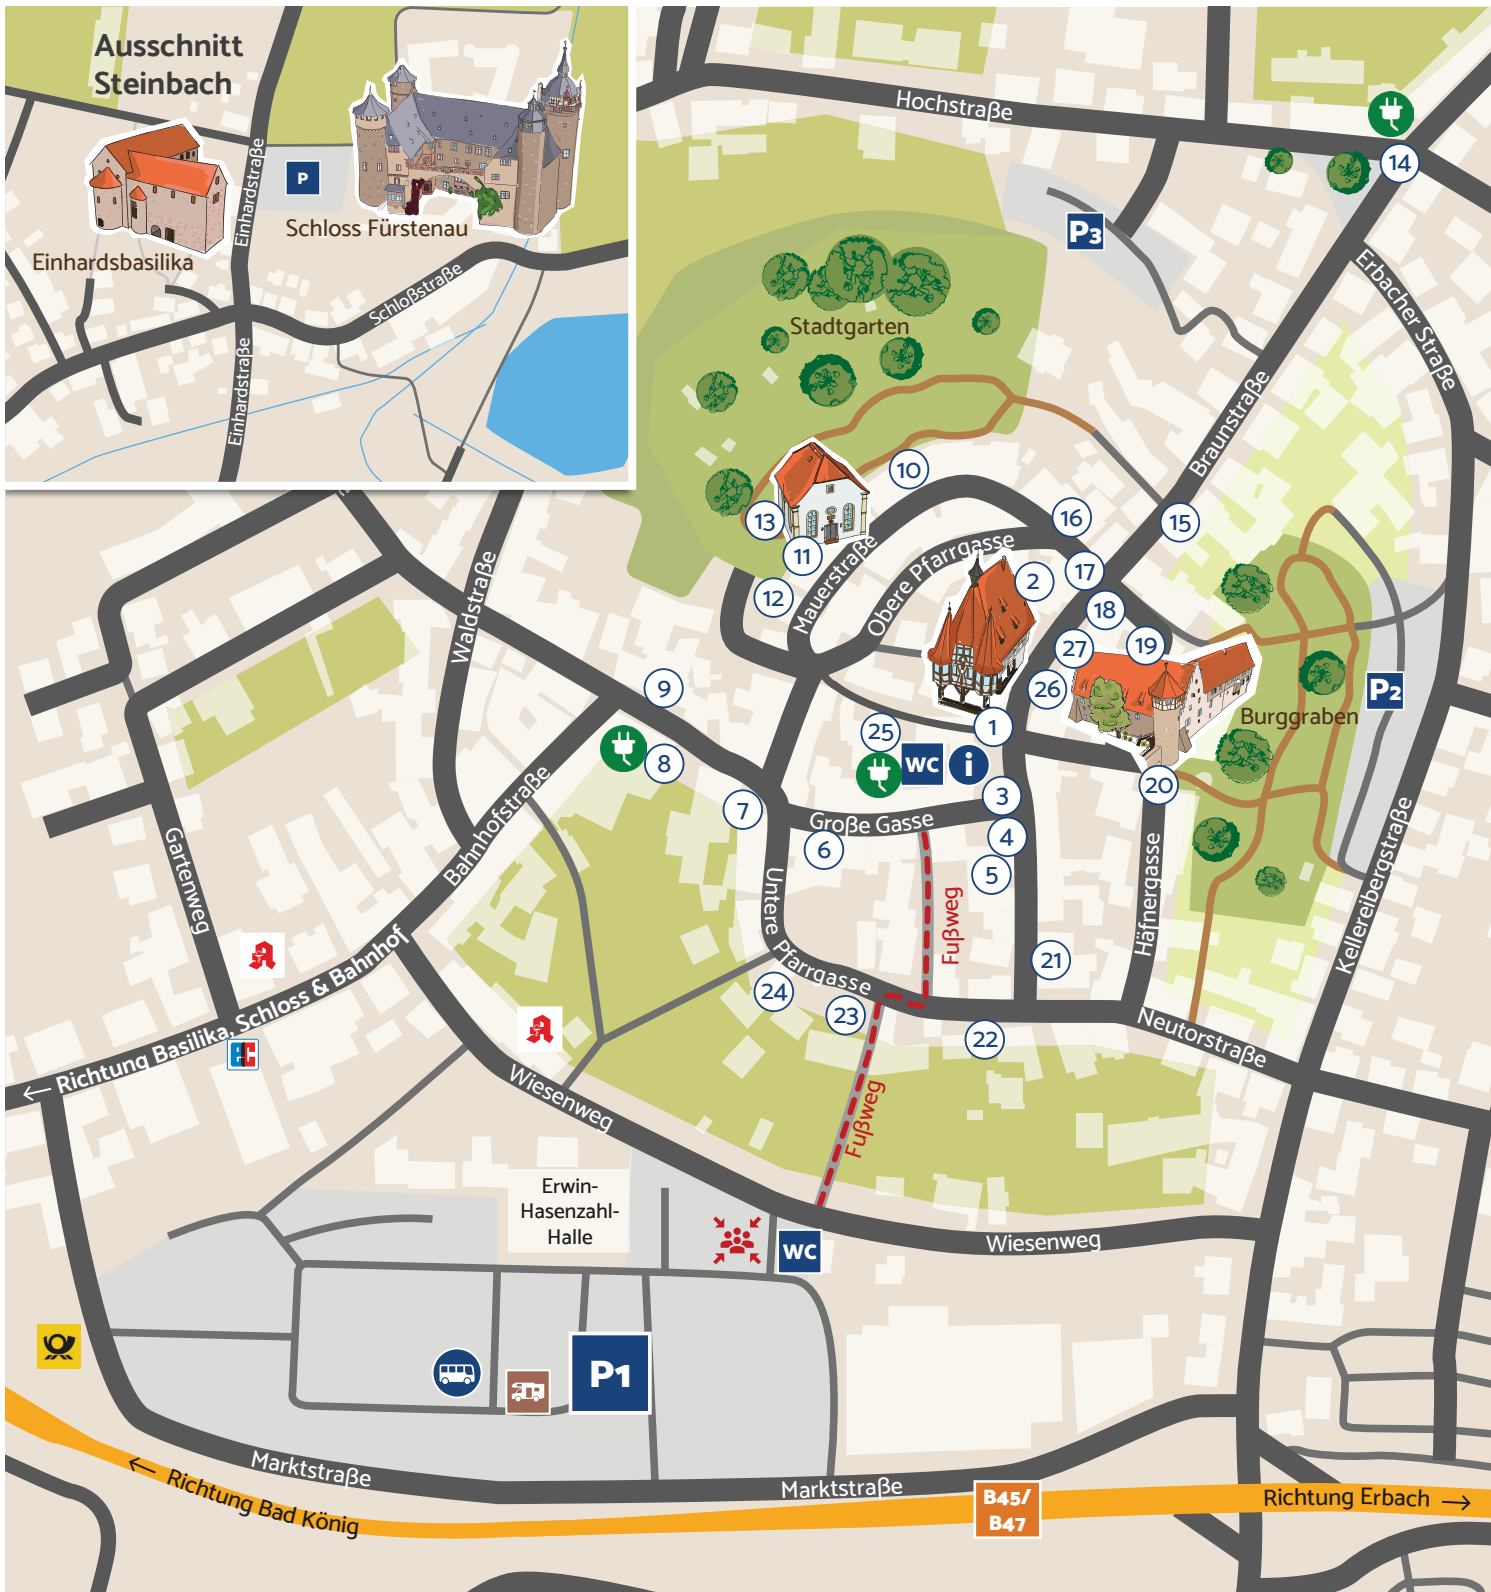 Ausschnitt
Steinbach
Einhardstraße
P
Schloss Fürstenau
Einhardsbasilika
Schloßstraße
Einhardstraße
Hochstraße
14
P3
Erbacher Straße
Stadtgarten
Braunstraße
10
13
11
12
Mauerstraße
Obere Pfarrgasse
16
15
2
17
18
19
27
26
Waldstraße
9
8
7
1
25
WC
i
3
Große Gasse
6
4
5
P2
Burggraben
20
Gartenweg
Bahnhofstraße
Untere Pfarrgasse
Fußweg
21
Häfnergasse
Kellereibergstraße
24
23
22
Neutorstraße
← Richtung Basilika, Schloss & Bahnhof
EC
Wiesenweg
Fußweg
Erwin-
Hasenzahl-
Halle
WC
Wiesenweg
P1
Marktstraße
Marktstraße
← Richtung Bad König
B45/
B47
Richtung Erbach →